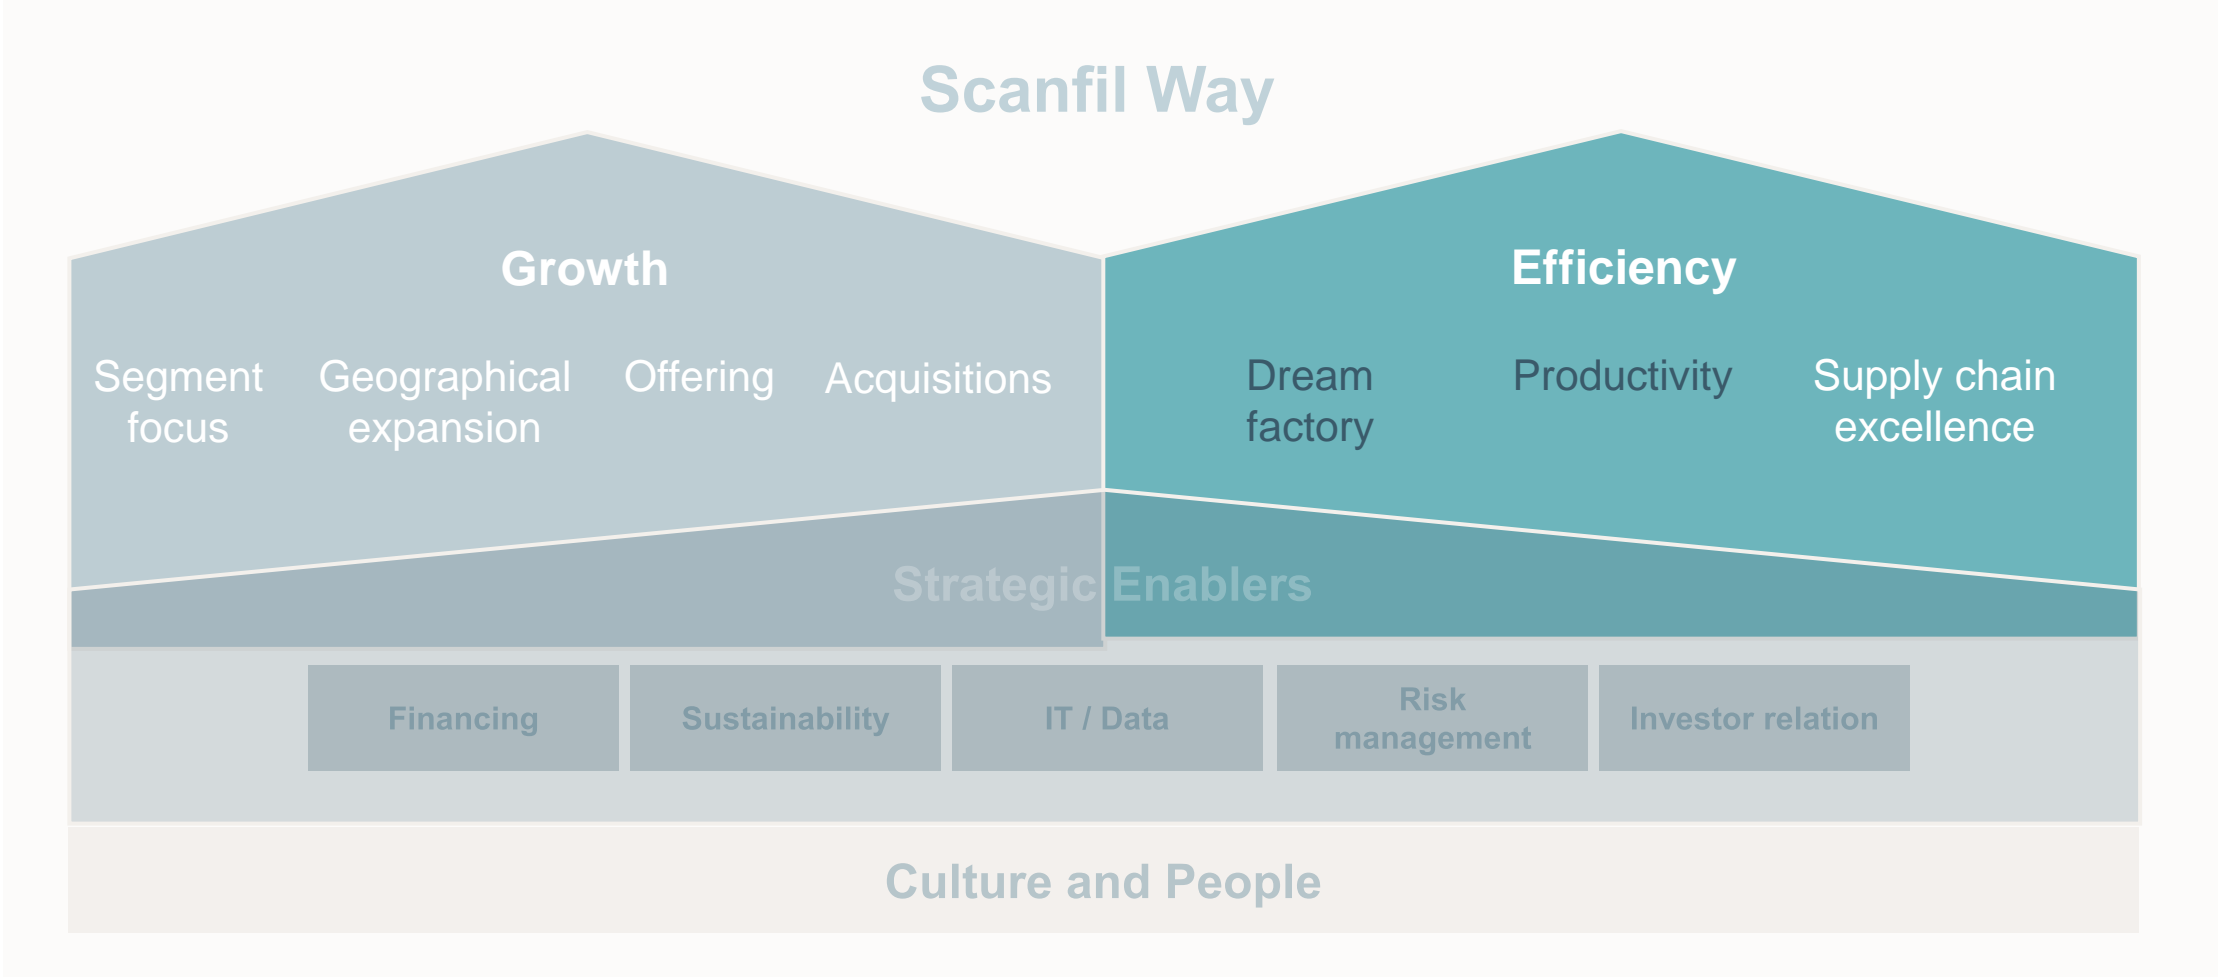 Scanfil Way
Growth
Segment
focus
Geographical
expansion
Offering
Acquisitions
Efficiency
Dream
factory
Productivity
Supply chain
excellence
Strategic Enablers
Financing
Sustainability
IT / Data
Risk
management
Investor relation
Culture and People